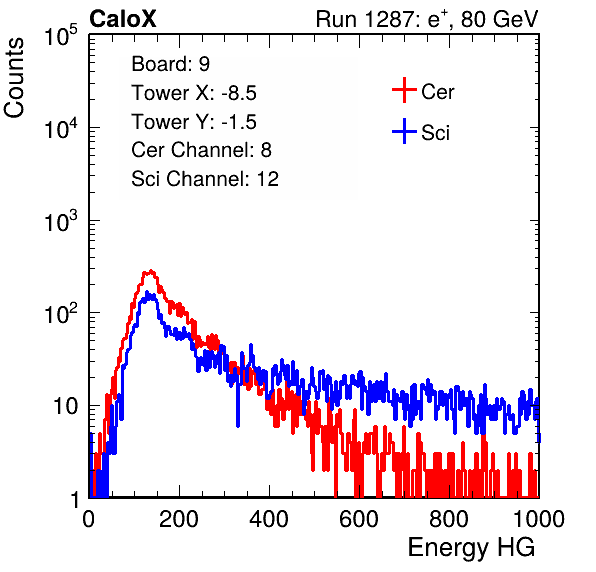 CaloX Run 1287: e⁺, 80 GeV
Counts
Board: 9
Tower X: -8.5
Tower Y: -1.5
Cer Channel: 8
Sci Channel: 12
Cer
Sci
10⁵
10⁴
10³
10²
10
1
0 200 400 600 800 1000
Energy HG